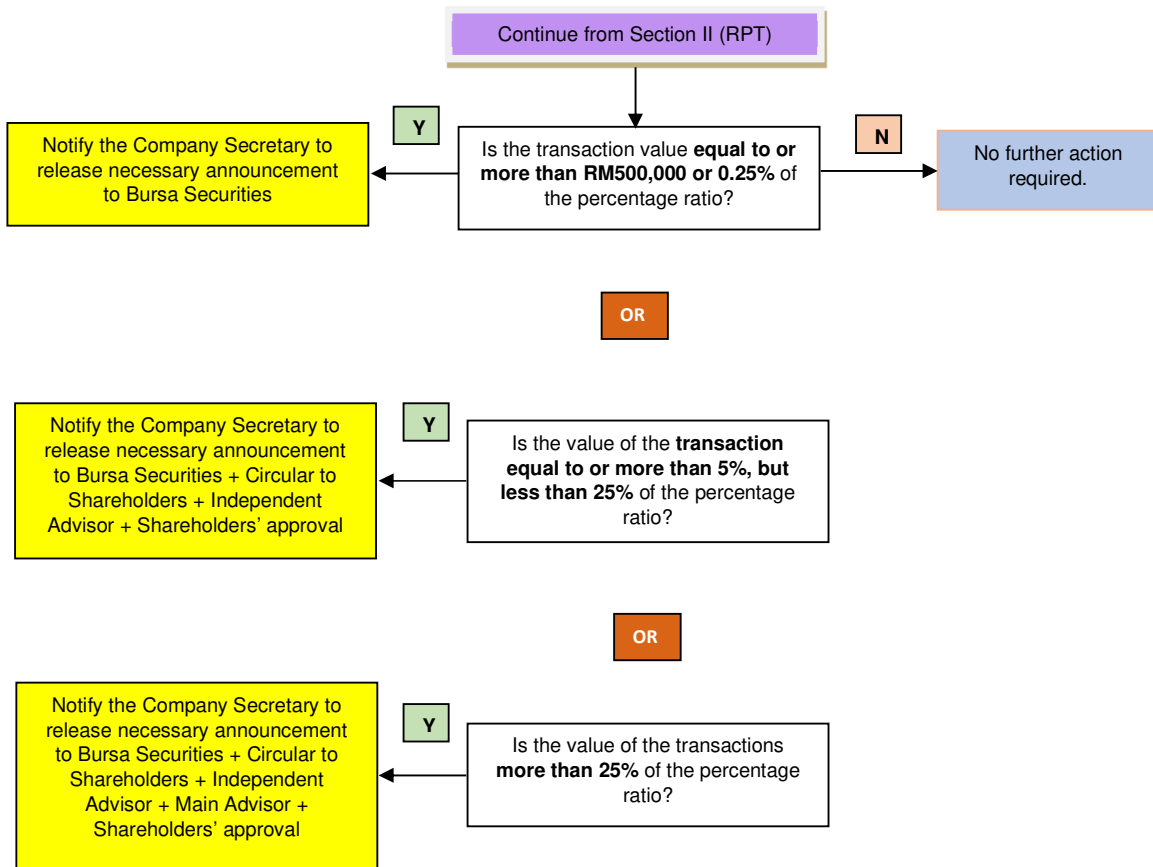 Continue from Section II (RPT)
Y
N
Notify the Company Secretary to
release necessary announcement
to Bursa Securities
Is the transaction value equal to or
more than RM500,000 or 0.25% of
the percentage ratio?
No further action
required.
OR
Notify the Company Secretary to
release necessary announcement
to Bursa Securities + Circular to
Shareholders + Independent
Advisor + Shareholders’ approval
Y
Is the value of the transaction
equal to or more than 5%, but
less than 25% of the percentage
ratio?
OR
Notify the Company Secretary to
release necessary announcement
to Bursa Securities + Circular to
Shareholders + Independent
Advisor + Main Advisor +
Shareholders’ approval
Y
Is the value of the transactions
more than 25% of the percentage
ratio?